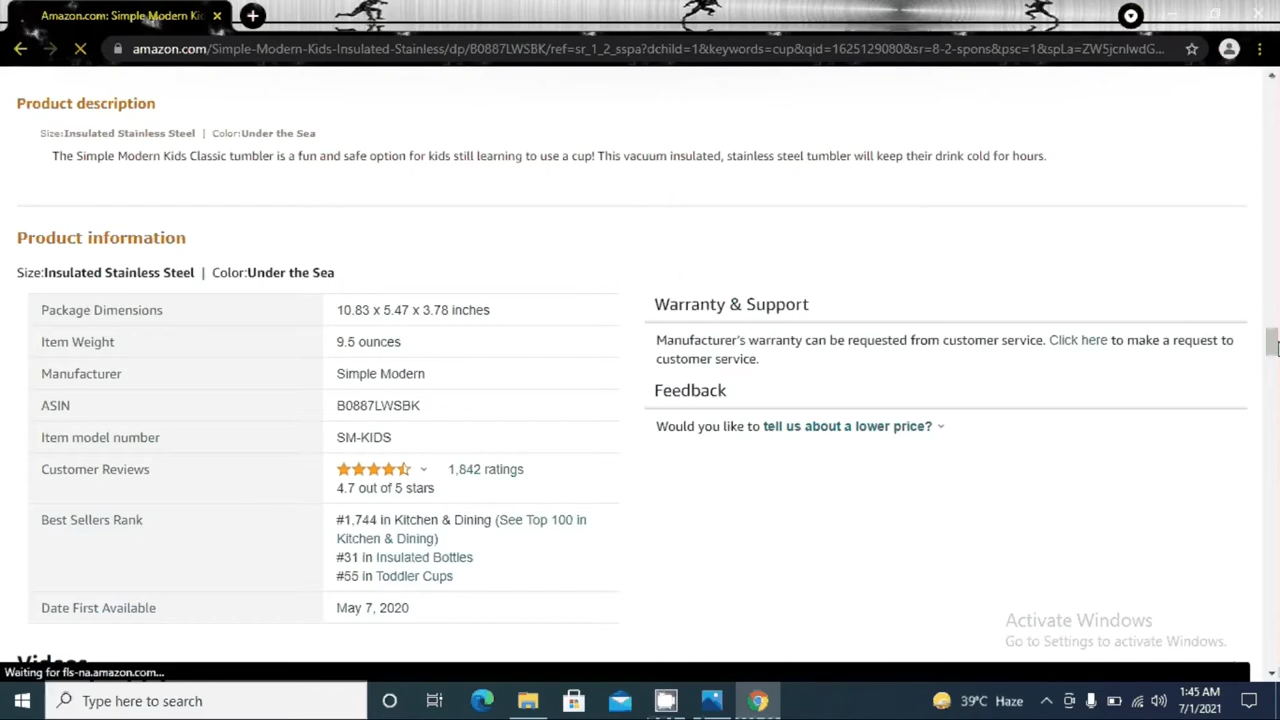 Amazon.com: Simple Modern Ki
amazon.com/Simple-Modern-Kids-Insulated-Stainless/dp/B0887LWSBK/ref=sr_1_2_sspa?dchild=1&keywords=cup&qid=1625129080&sr=8-2-spons&psc=1&spLa=ZW5jcnlwdG...
Product description
Size:Insulated Stainless Steel | Color:Under the Sea
The Simple Modern Kids Classic tumbler is a fun and safe option for kids still learning to use a cup! This vacuum insulated, stainless steel tumbler will keep their drink cold for hours.
Product information
Size:Insulated Stainless Steel | Color:Under the Sea
Package Dimensions 10.83 x 5.47 x 3.78 inches
Item Weight 9.5 ounces
Manufacturer Simple Modern
ASIN B0887LWSBK
Item model number SM-KIDS
Customer Reviews 1,842 ratings
4.7 out of 5 stars
Best Sellers Rank #1,744 in Kitchen & Dining (See Top 100 in
Kitchen & Dining)
#31 in Insulated Bottles
#55 in Toddler Cups
Date First Available May 7, 2020
Warranty & Support
Manufacturer's warranty can be requested from customer service. Click here to make a request to
customer service.
Feedback
Would you like to tell us about a lower price?
Activate Windows
Go to Settings to activate Windows.
Videos
Waiting for fls-na.amazon.com...
Type here to search
39°C Haze
1:45 AM
7/1/2021